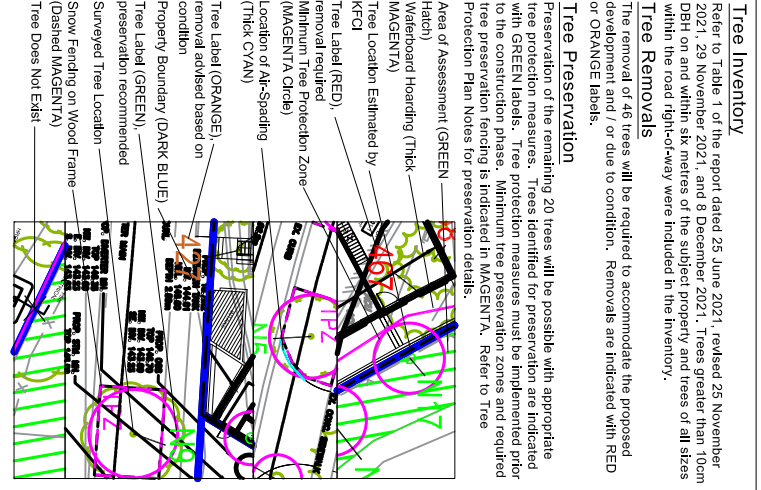 Tree Inventory
Refer to Table 1 of the report dated 25 June 2021, revised 25 November
2021, 29 November 2021, and 8 December 2021. Trees greater than 10cm
DBH on and within six metres of the subject property and trees of all sizes
within the road right-of-way were included in the inventory.
Tree Removals
The removal of 46 trees will be required to accommodate the proposed
development and / or due to condition.  Removals are indicated with RED
or ORANGE labels.
Tree Preservation
Preservation of the remaining 20 trees will be possible with appropriate
tree protection measures.  Trees identified for preservation are indicated
with GREEN labels.  Tree protection measures must be implemented prior
to the construction phase.  Minimum tree preservation zones and required
tree preservation fencing is indicated in MAGENTA.  Refer to Tree
Protection Plan Notes for preservation details.
Area of Assessment (GREEN
Hatch)
Waferboard Hoarding (Thick
MAGENTA)
Tree Location Estimated by
KFCI
Tree Label (RED),
removal required
Minimum Tree Protection Zone
(MAGENTA Circle)
Location of Air-Spading
(Thick CYAN)
Tree Label (ORANGE),
removal advised based on
condition
Property Boundary (DARK BLUE)
Tree Label (GREEN),
preservation recommended
Surveyed Tree Location
Snow Fencing on Wood Frame
(Dashed MAGENTA)
Tree Does Not Exist
467
N17
TPZ
427